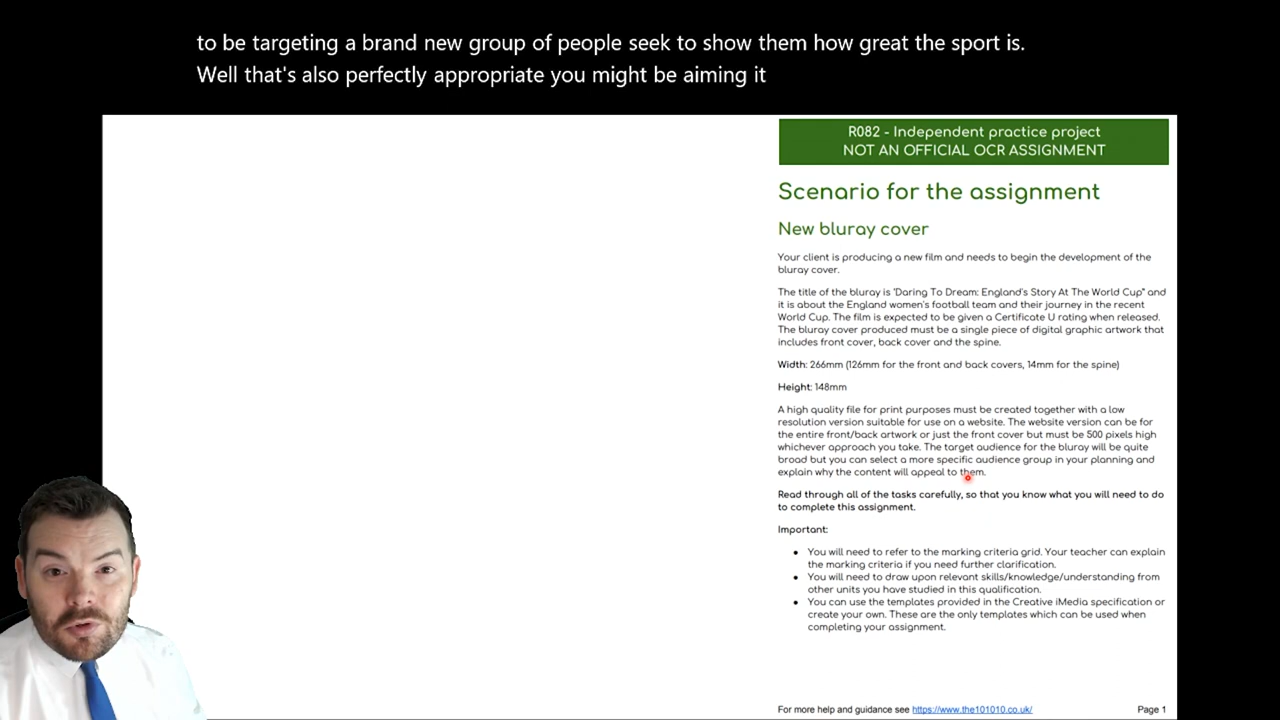 to be targeting a brand new group of people seek to show them how great the sport is.
Well that's also perfectly appropriate you might be aiming it
R082 - Independent practice project
NOT AN OFFICIAL OCR ASSIGNMENT
Scenario for the assignment
New bluray cover
Your client is producing a new film and needs to begin the development of the
bluray cover.
The title of the bluray is 'Daring To Dream: England's Story At The World Cup" and
it is about the England women's football team and their journey in the recent
World Cup. The film is expected to be given a Certificate U rating when released.
The bluray cover produced must be a single piece of digital graphic artwork that
includes front cover, back cover and the spine.
Width: 266mm (126mm for the front and back covers, 14mm for the spine)
Height: 148mm
A high quality file for print purposes must be created together with a low
resolution version suitable for use on a website. The website version can be for
the entire front/back artwork or just the front cover but must be 500 pixels high
whichever approach you take. The target audience for the bluray will be quite
broad but you can select a more specific audience group in your planning and
explain why the content will appeal to them.
Read through all of the tasks carefully, so that you know what you will need to do
to complete this assignment.
Important:
● You will need to refer to the marking criteria grid. Your teacher can explain
the marking criteria if you need further clarification.
● You will need to draw upon relevant skills/knowledge/understanding from
other units you have studied in this qualification.
● You can use the templates provided in the Creative iMedia specification or
create your own. These are the only templates which can be used when
completing your assignment.
For more help and guidance see https://www.the101010.co.uk/
Page 1